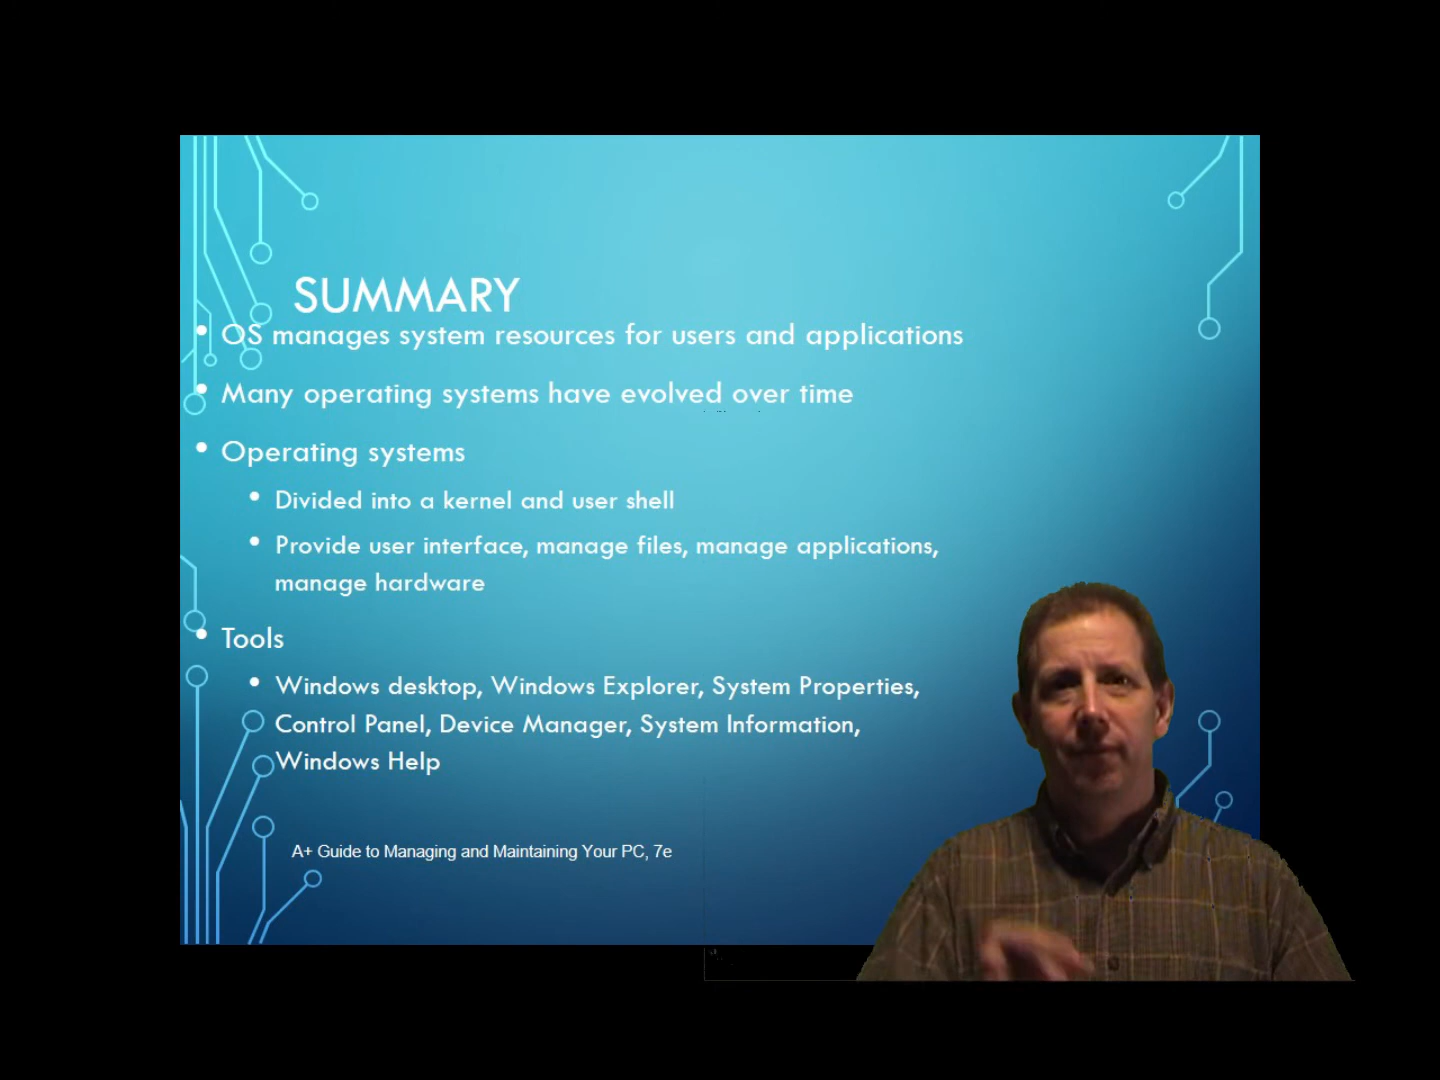 SUMMARY
• OS manages system resources for users and applications
• Many operating systems have evolved over time
• Operating systems
• Divided into a kernel and user shell
• Provide user interface, manage files, manage applications,
manage hardware
• Tools
• Windows desktop, Windows Explorer, System Properties,
Control Panel, Device Manager, System Information,
Windows Help
A+ Guide to Managing and Maintaining Your PC, 7e